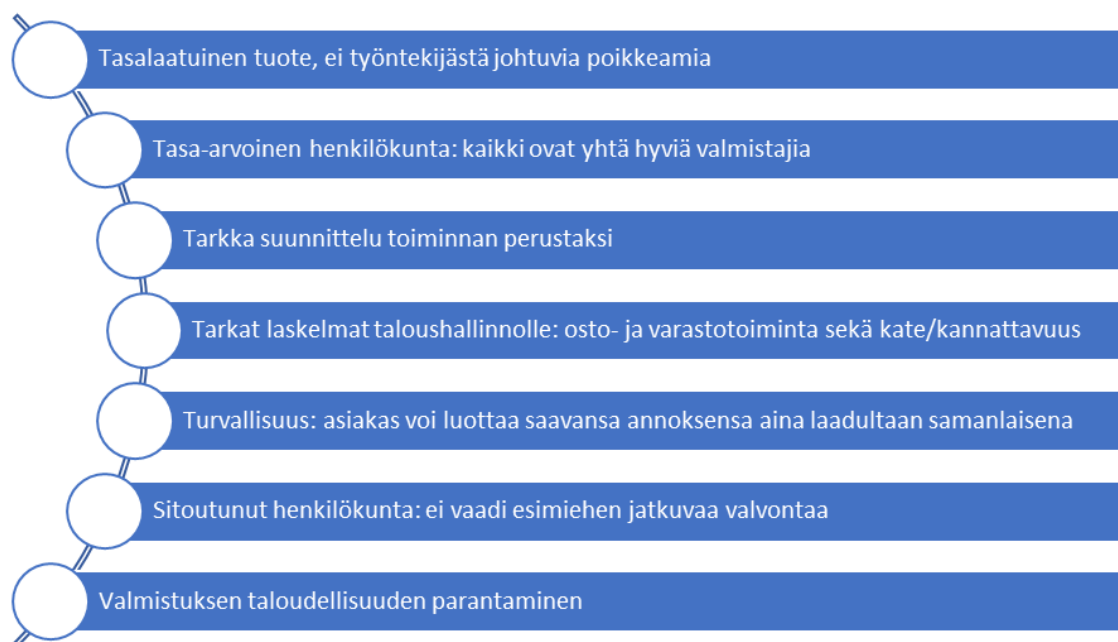 Tasalaatuinen tuote, ei työntekijästä johtuvia poikkeamia
Tasa-arvoinen henkilökunta: kaikki ovat yhtä hyviä valmistajia
Tarkka suunnittelu toiminnan perustaksi
Tarkat laskelmat taloushallinnolle: osto- ja varastotoiminta sekä kate/kannattavuus
Turvallisuus: asiakas voi luottaa saavansa annoksensa aina laadultaan samanlaisena
Sitoutunut henkilökunta: ei vaadi esimiehen jatkuvaa valvontaa
Valmistuksen taloudellisuuden parantaminen